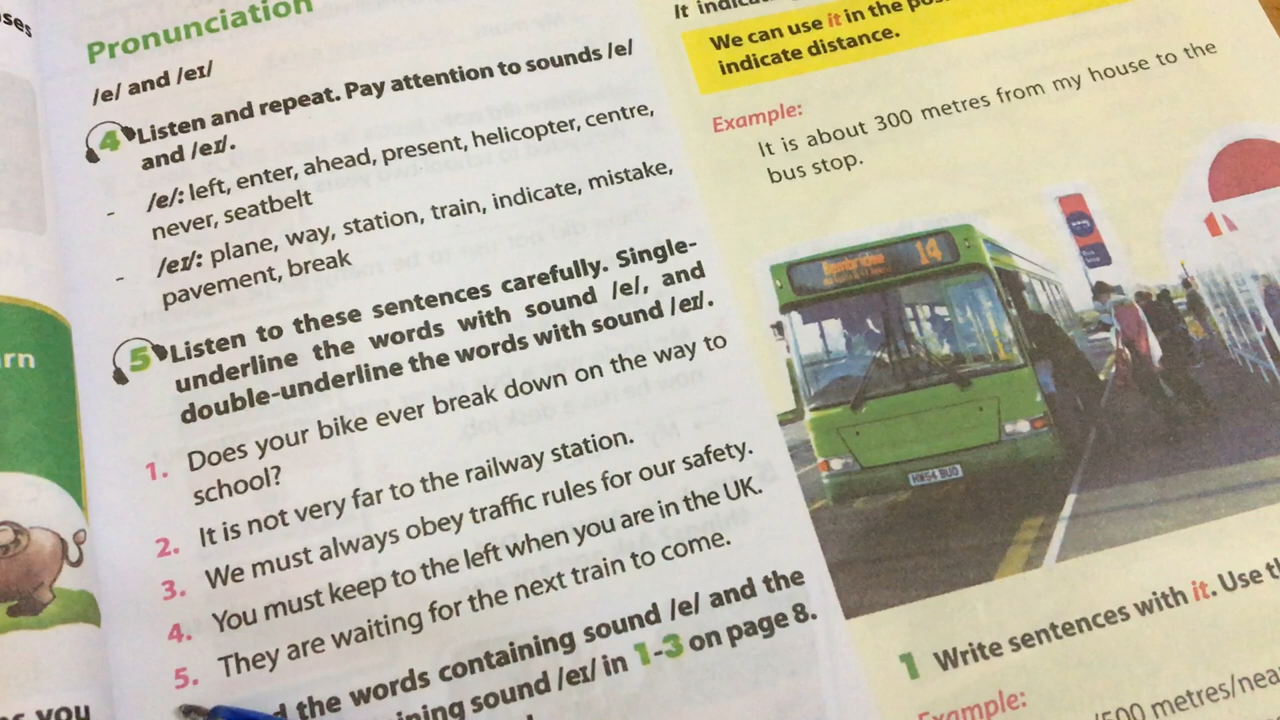 Pronunciation
/e/ and /eɪ/
4 Listen and repeat. Pay attention to sounds /e/
and /eɪ/.
- /e/: left, enter, ahead, present, helicopter, centre,
never, seatbelt
- /eɪ/: plane, way, station, train, indicate, mistake,
pavement, break
5 Listen to these sentences carefully. Single-
underline the words with sound /e/, and
double-underline the words with sound /eɪ/.
1. Does your bike ever break down on the way to
school?
2. It is not very far to the railway station.
3. We must always obey traffic rules for our safety.
4. You must keep to the left when you are in the UK.
5. They are waiting for the next train to come.
the words containing sound /e/ and the
sound /eɪ/ in 1-3 on page 8.
It
We can use it in the
indicate distance.
Example:
It is about 300 metres from my house to the
bus stop.
14
1 Write sentences with it. Use
Example:
/500 metres/
you